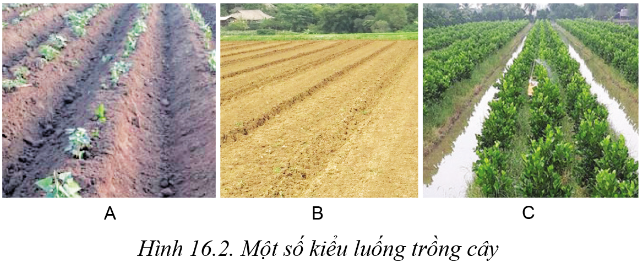 A B C
Hình 16.2. Một số kiểu luống trồng cây